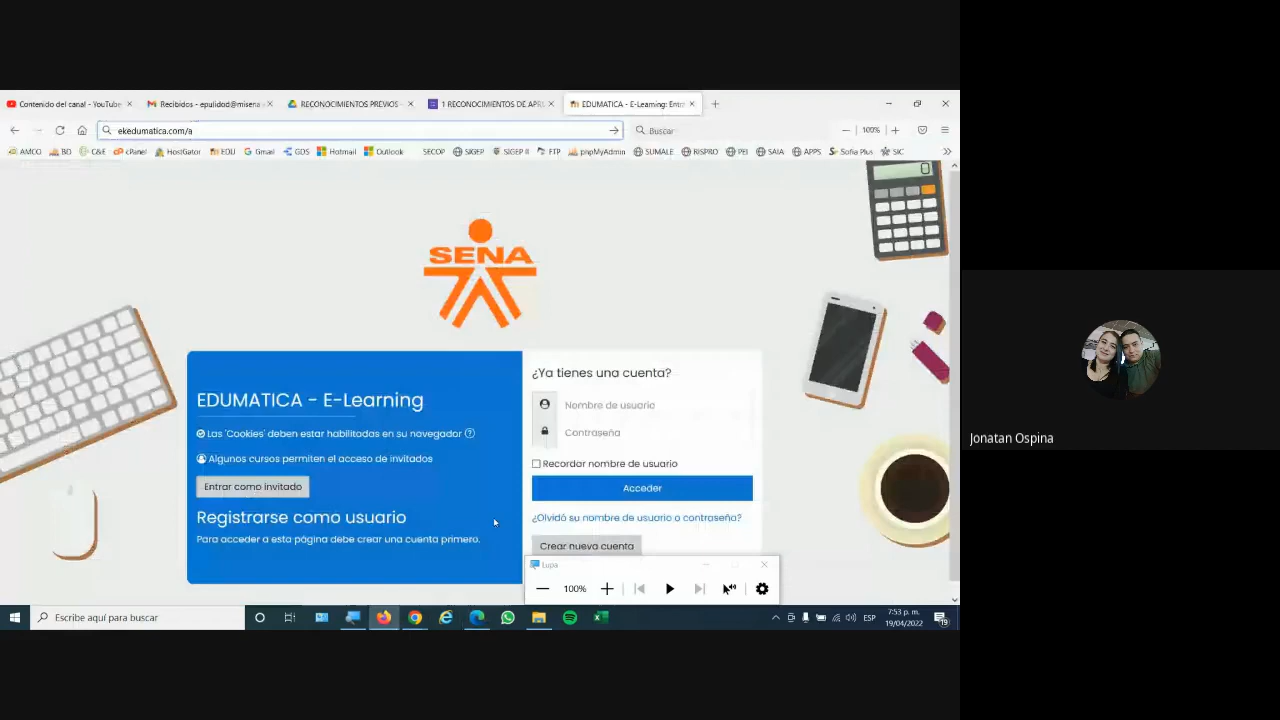 Contenido del canal - YouTube
Recibidos - epulidod@misena
RECONOCIMIENTOS PREVIOS -
1 RECONOCIMIENTOS DE APR
EDUMATICA - E-Learning: Entr
ekedumatica.com/a
Buscar
100%
AMCO BD C&E cPanel HostGator EDU Gmail GDS Hotmail Outlook SECOP SIGEP SIGEP II FTP phpMyAdmin SUMALE RISPRO PEI SAIA APPS Sofia Plus SIC
0
SENA
EDUMATICA - E-Learning
Las 'Cookies' deben estar habilitadas en su navegador
Algunos cursos permiten el acceso de invitados
Entrar como invitado
Registrarse como usuario
Para acceder a esta página debe crear una cuenta primero.
¿Ya tienes una cuenta?
Nombre de usuario
Contraseña
Recordar nombre de usuario
Acceder
¿Olvidó su nombre de usuario o contraseña?
Crear nueva cuenta
Lupa
100%
Escribe aquí para buscar
ESP
7:53 p. m.
19/04/2022
19
Jonatan Ospina